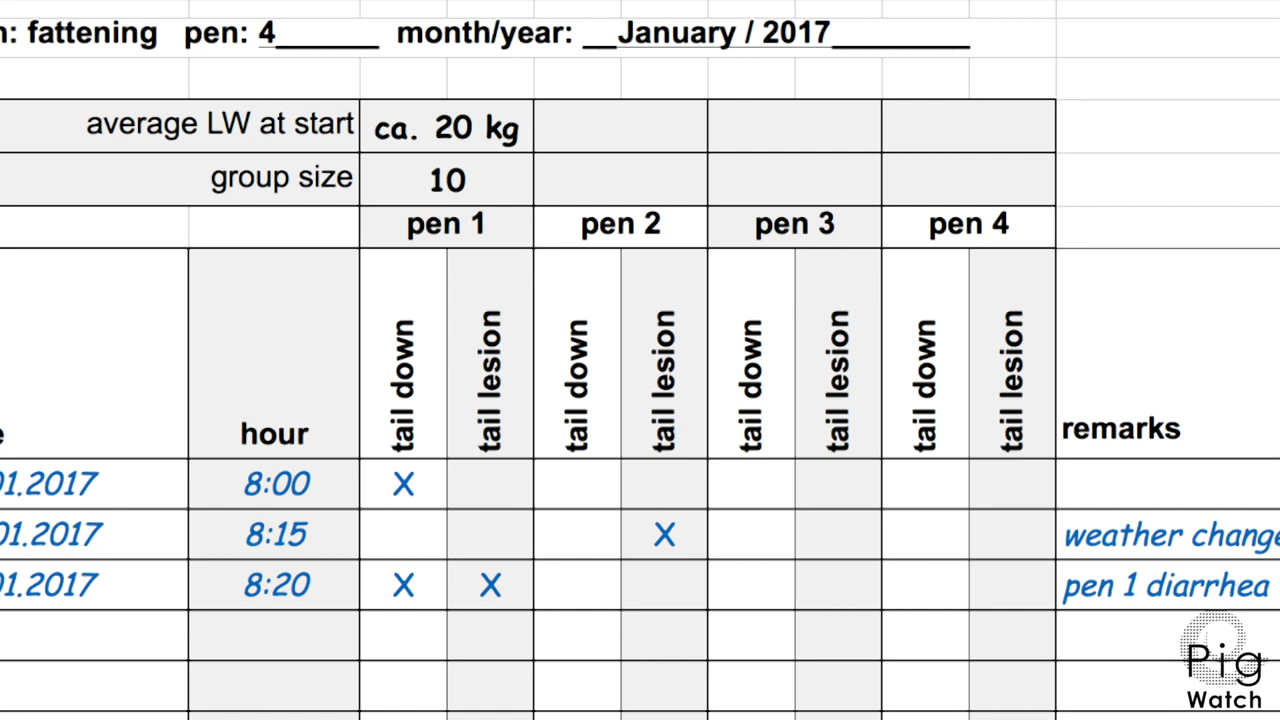 n: fattening pen: 4______ month/year: __January / 2017________
average LW at start ca. 20 kg
group size 10
pen 1 pen 2 pen 3 pen 4
e hour tail down tail lesion tail down tail lesion tail down tail lesion tail down tail lesion remarks
01.2017 8:00 X
01.2017 8:15 X weather change
01.2017 8:20 X X pen 1 diarrhea
Pig
Watch